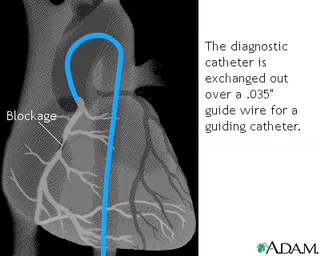 The diagnostic
catheter is
exchanged out
over a .035"
guide wire for a
guiding catheter.
Blockage
A.D.A.M.